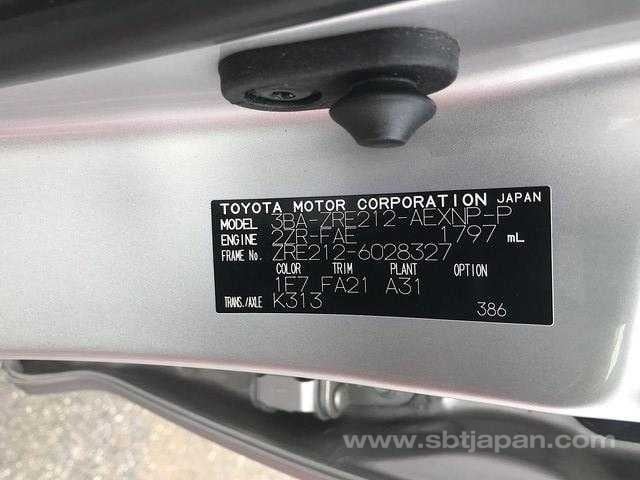 TOYOTA MOTOR CORPORATION JAPAN
MODEL 3BA-ZRE212-AEXNP-P
ENGINE 2ZR-FAE 1797 mL
FRAME No. ZRE212-6028327
COLOR TRIM PLANT OPTION
1F7 FA21 A31
TRANS./AXLE K313
386
www.sbtjapan.com